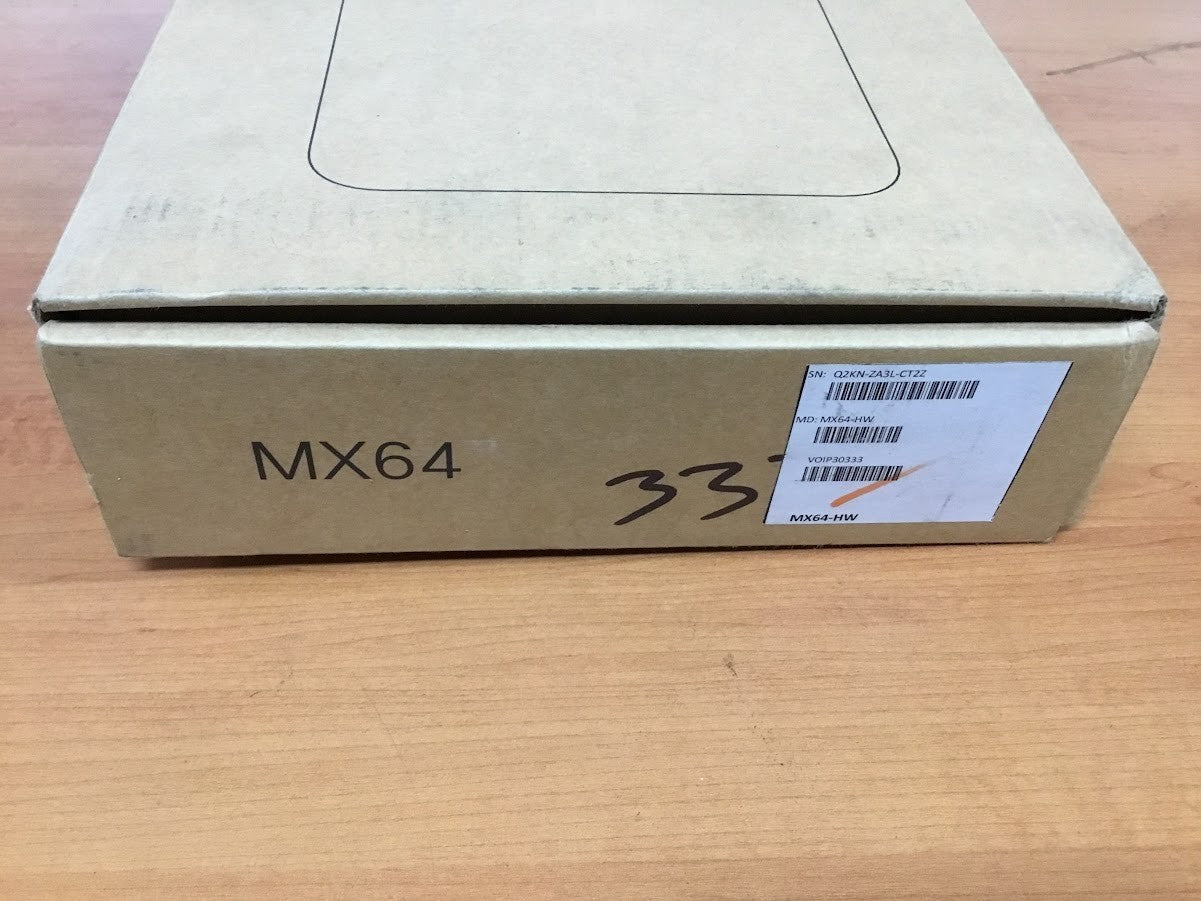 MX64
33
SN: Q2KN-ZA3L-CT2Z
MD: MX64-HW
VOIP30333
MX64-HW